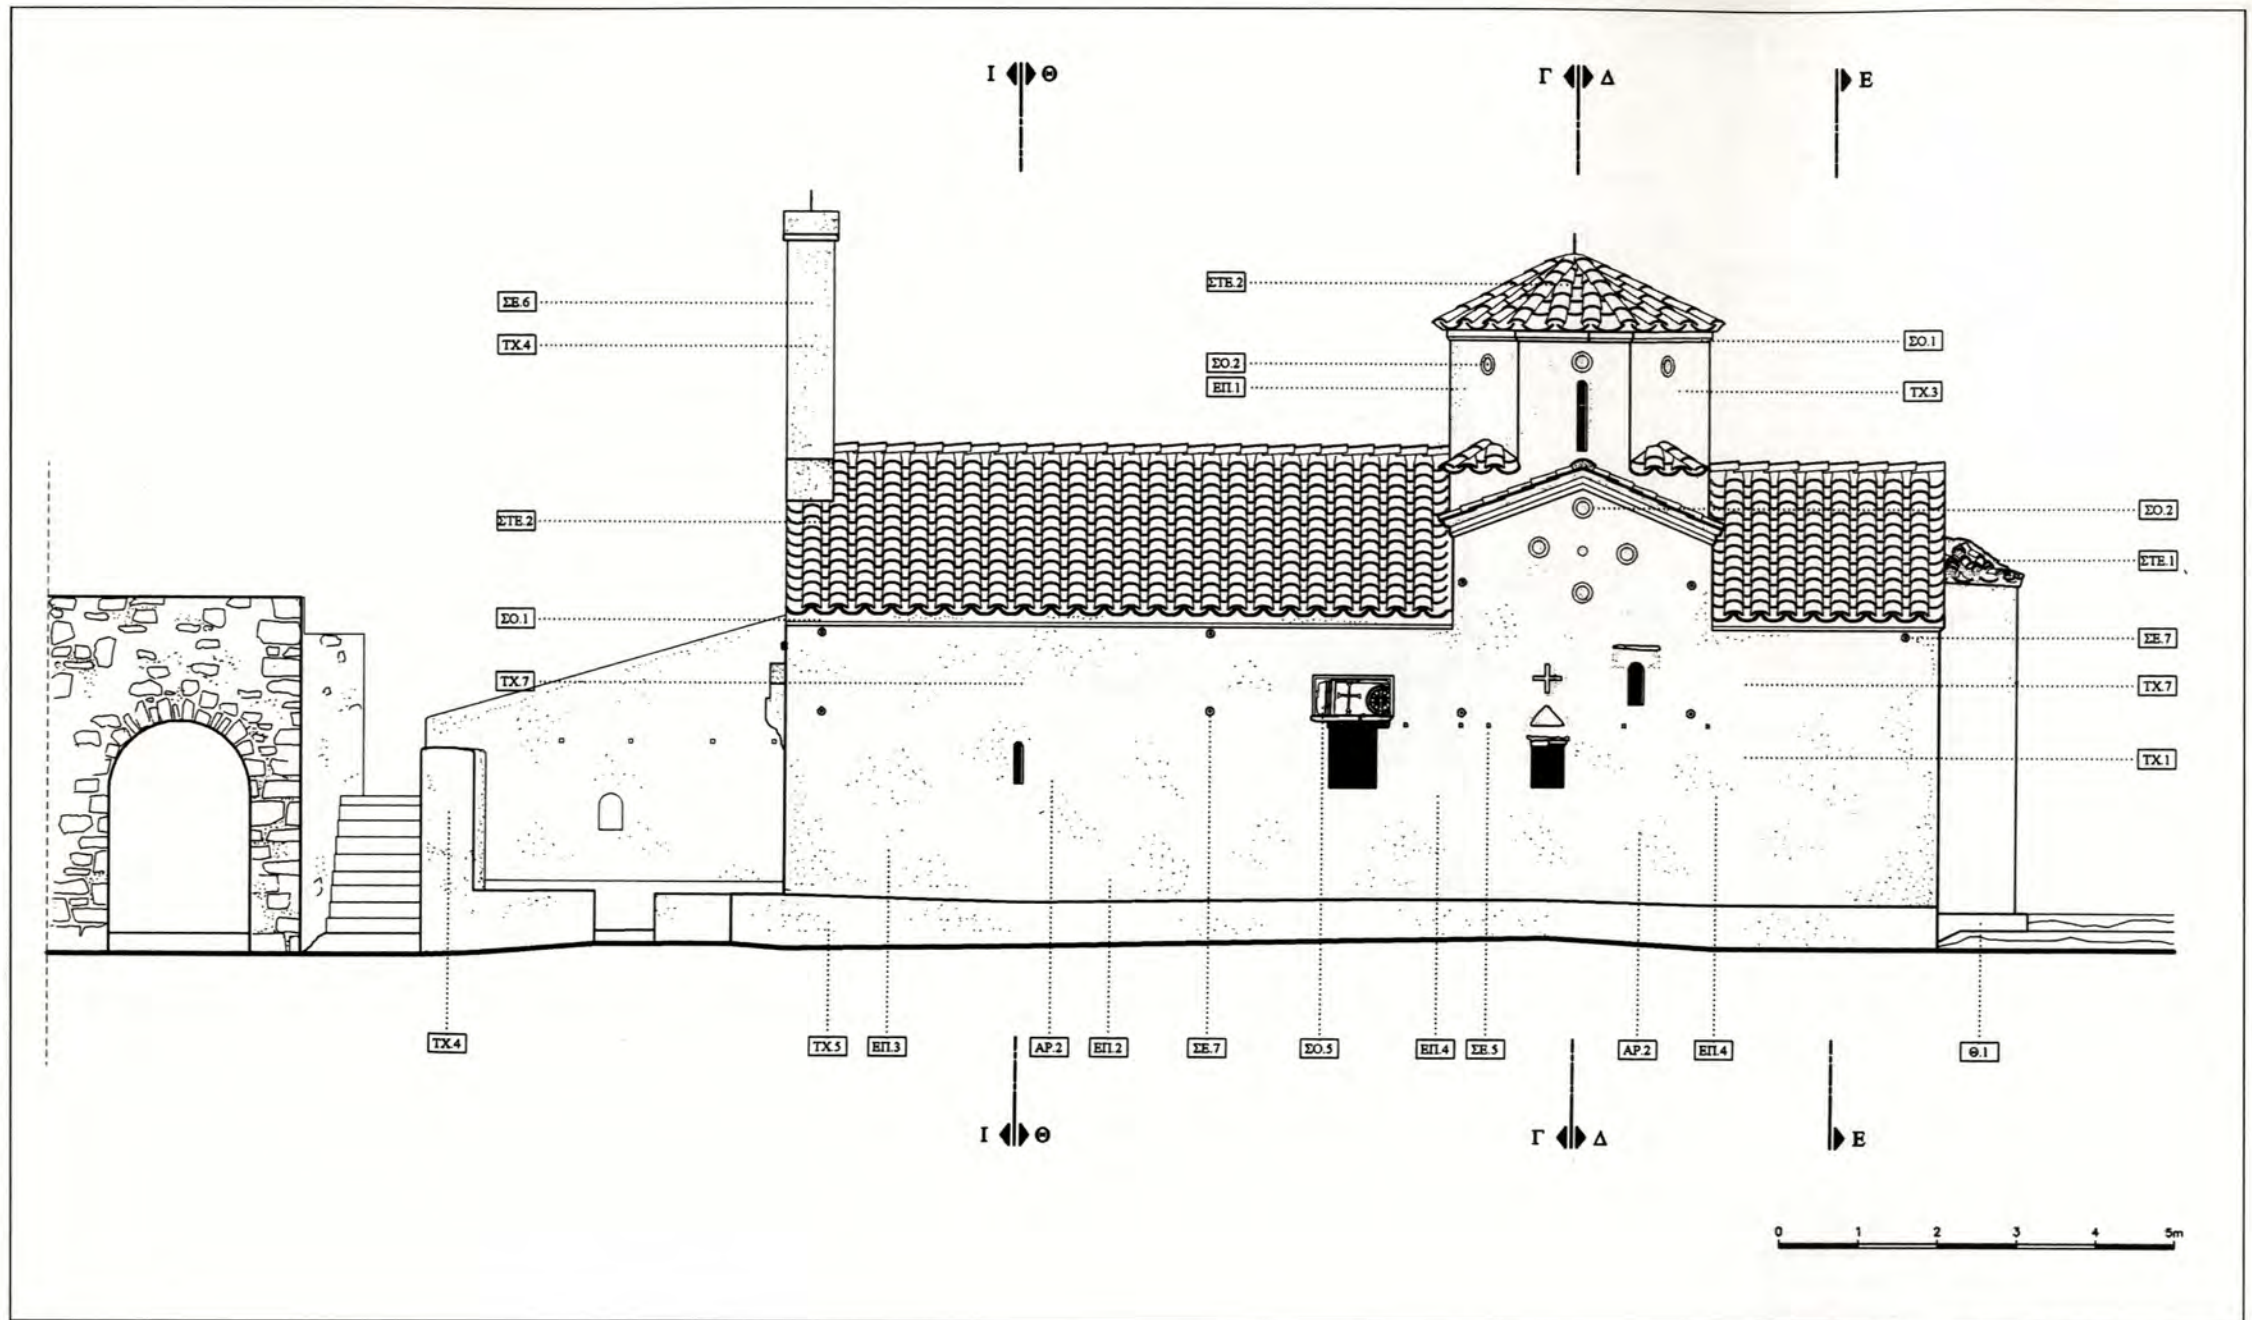 Ι Θ
Γ Δ
Ε
ΣΕ.6
ΤΧ.4
ΣΤΕ.2
ΣΟ.1
ΣΟ.2
ΕΠ.1
ΤΧ.3
ΣΤΕ.2
ΣΟ.2
ΣΤΕ.1
ΣΟ.1
ΣΕ.7
ΤΧ.7
ΤΧ.7
ΤΧ.1
ΤΧ.4
ΤΧ.5
ΕΠ.3
ΑΡ.2
ΕΠ.2
ΣΕ.7
ΣΟ.5
ΕΠ.4
ΣΕ.5
ΑΡ.2
ΕΠ.4
Θ.1
Ι Θ
Γ Δ
Ε
0 1 2 3 4 5m